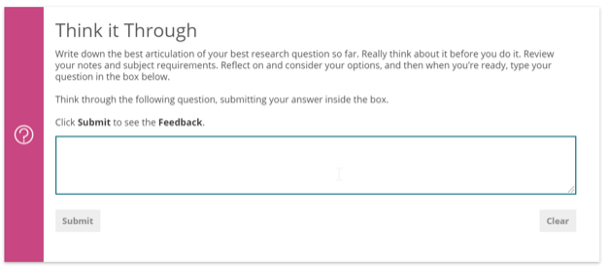 Think it Through
Write down the best articulation of your best research question so far. Really think about it before you do it. Review
your notes and subject requirements. Reflect on and consider your options, and then when you're ready, type your
question in the box below.
Think through the following question, submitting your answer inside the box.
Click Submit to see the Feedback.
Submit
Clear